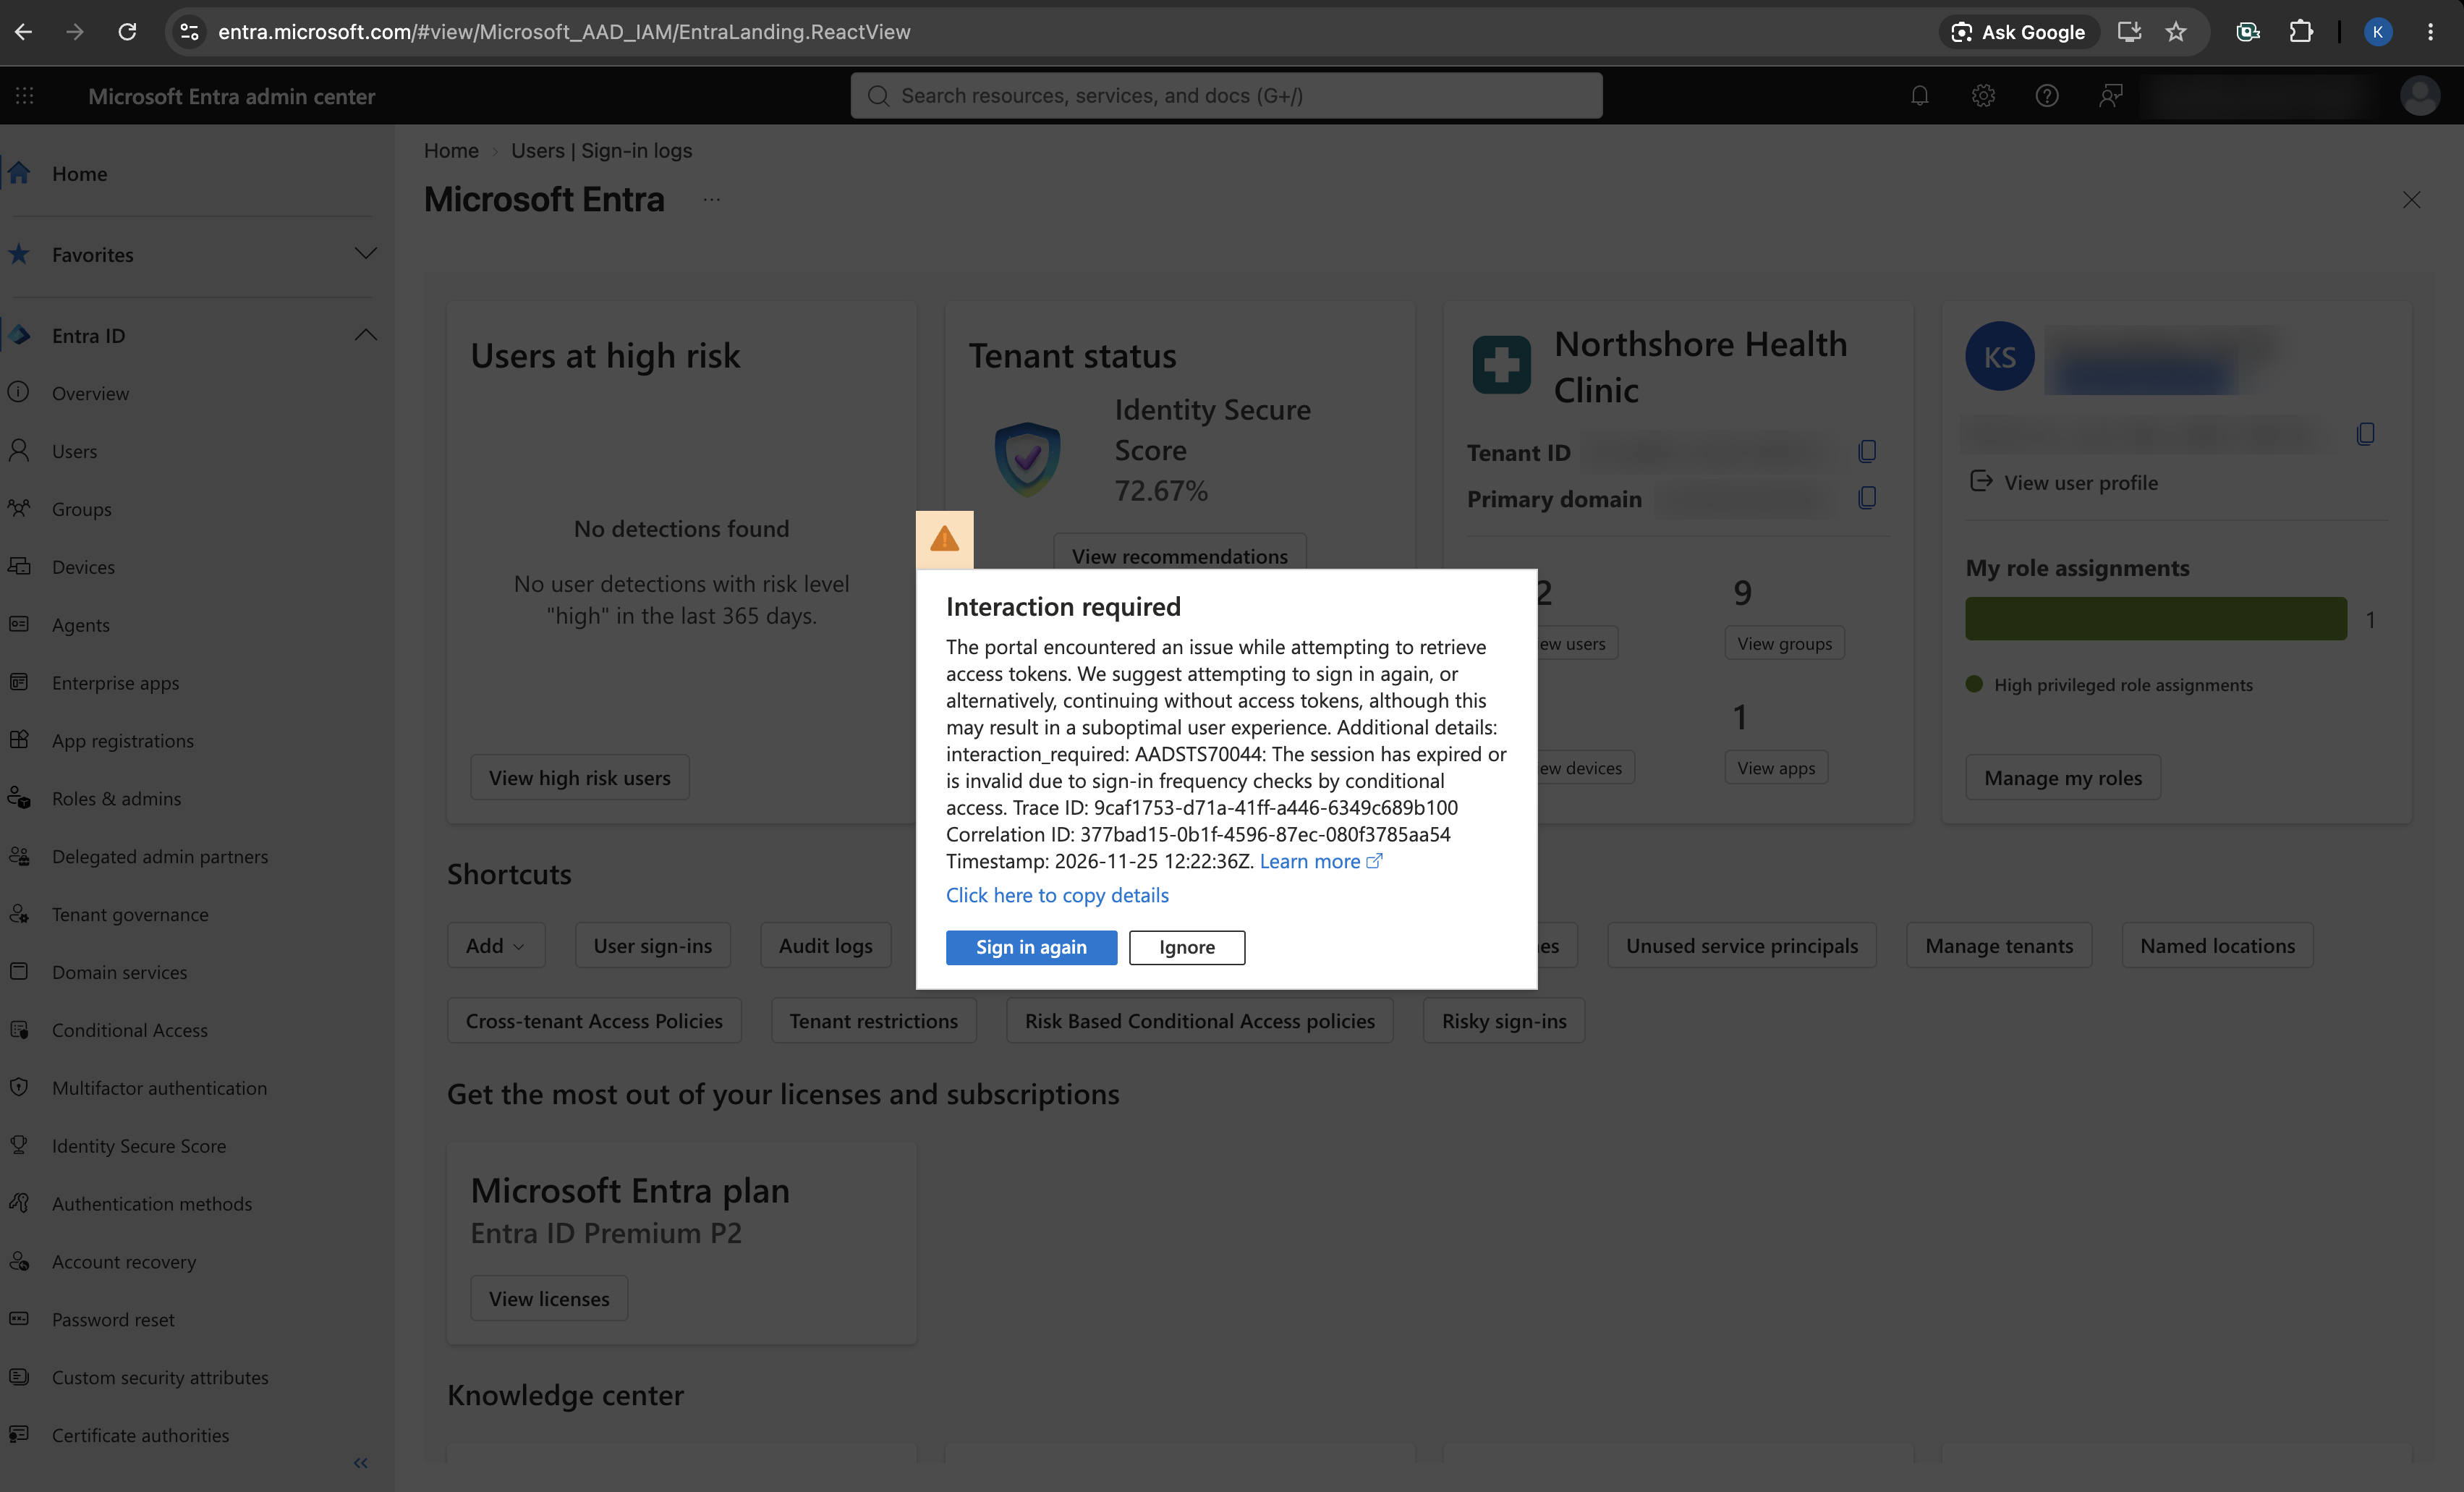 entra.microsoft.com/#view/Microsoft_AAD_IAM/EntraLanding.ReactView
Ask Google
K
Microsoft Entra admin center
Search resources, services, and docs (G+/)
Home
Favorites
Entra ID
Overview
Users
Groups
Devices
Agents
Enterprise apps
App registrations
Roles & admins
Delegated admin partners
Tenant governance
Domain services
Conditional Access
Multifactor authentication
Identity Secure Score
Authentication methods
Account recovery
Password reset
Custom security attributes
Certificate authorities
Home > Users | Sign-in logs
Microsoft Entra ...
Users at high risk
No detections found
No user detections with risk level
"high" in the last 365 days.
View high risk users
Tenant status
Identity Secure
Score
72.67%
View recommendations
Northshore Health
Clinic
Tenant ID
Primary domain
2
9
ew users
View groups
1
ew devices
View apps
KS
View user profile
My role assignments
1
High privileged role assignments
Manage my roles
Interaction required
The portal encountered an issue while attempting to retrieve
access tokens. We suggest attempting to sign in again, or
alternatively, continuing without access tokens, although this
may result in a suboptimal user experience. Additional details:
interaction_required: AADSTS70044: The session has expired or
is invalid due to sign-in frequency checks by conditional
access. Trace ID: 9caf1753-d71a-41ff-a446-6349c689b100
Correlation ID: 377bad15-0b1f-4596-87ec-080f3785aa54
Timestamp: 2026-11-25 12:22:36Z. Learn more
Click here to copy details
Sign in again
Ignore
Shortcuts
Add
User sign-ins
Audit logs
es
Unused service principals
Manage tenants
Named locations
Cross-tenant Access Policies
Tenant restrictions
Risk Based Conditional Access policies
Risky sign-ins
Get the most out of your licenses and subscriptions
Microsoft Entra plan
Entra ID Premium P2
View licenses
Knowledge center